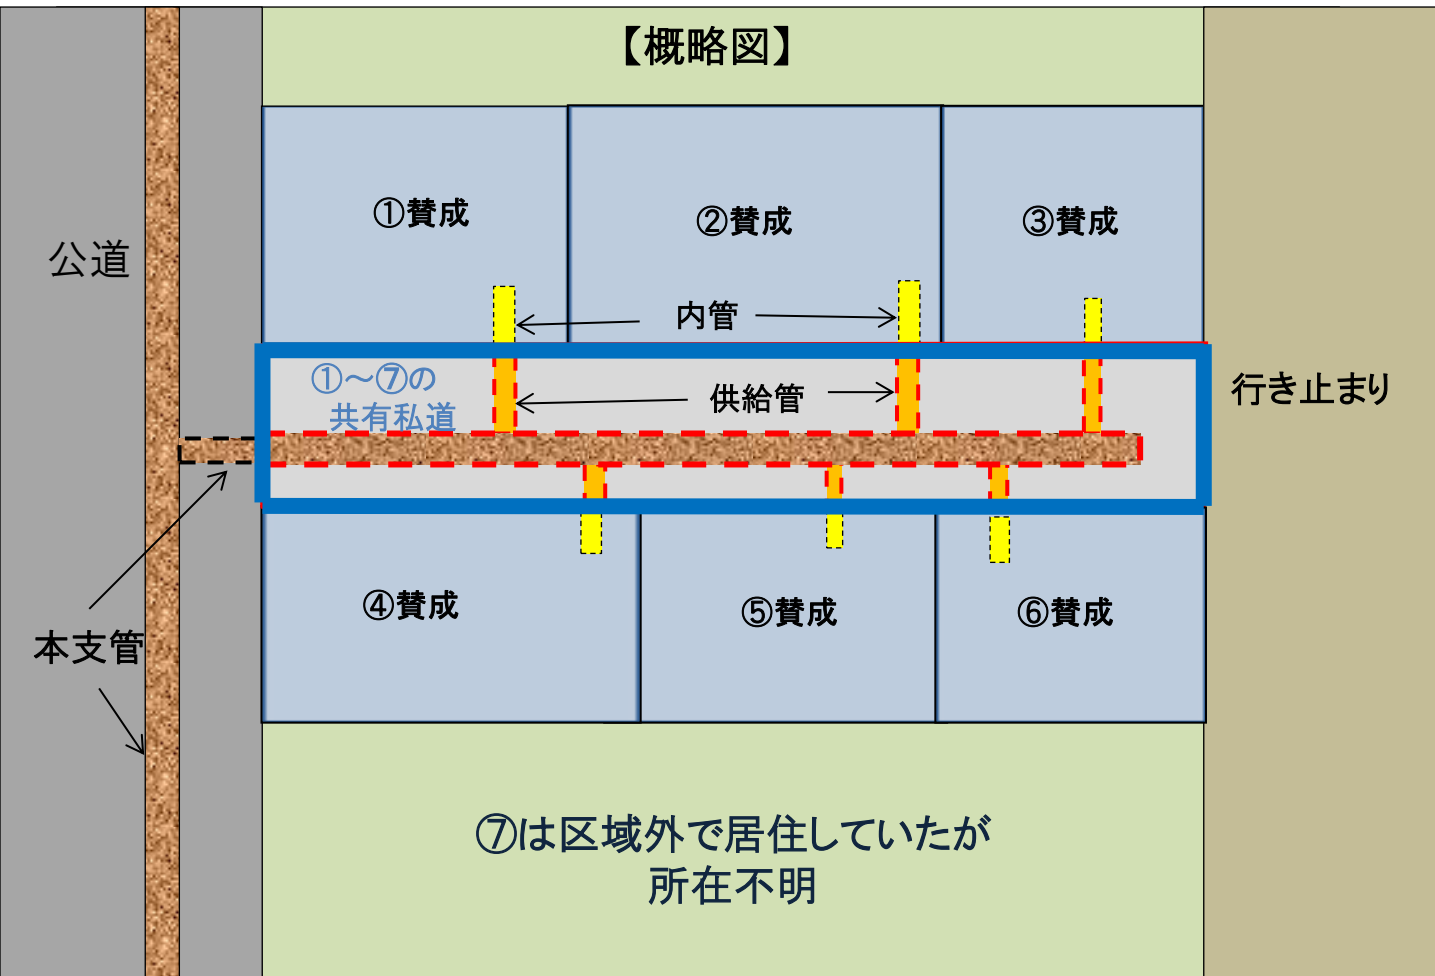 【概略図】
①賛成
②賛成
③賛成
公道
内管
①～⑦の
共有私道
供給管
行き止まり
④賛成
⑤賛成
⑥賛成
本支管
⑦は区域外で居住していたが
所在不明